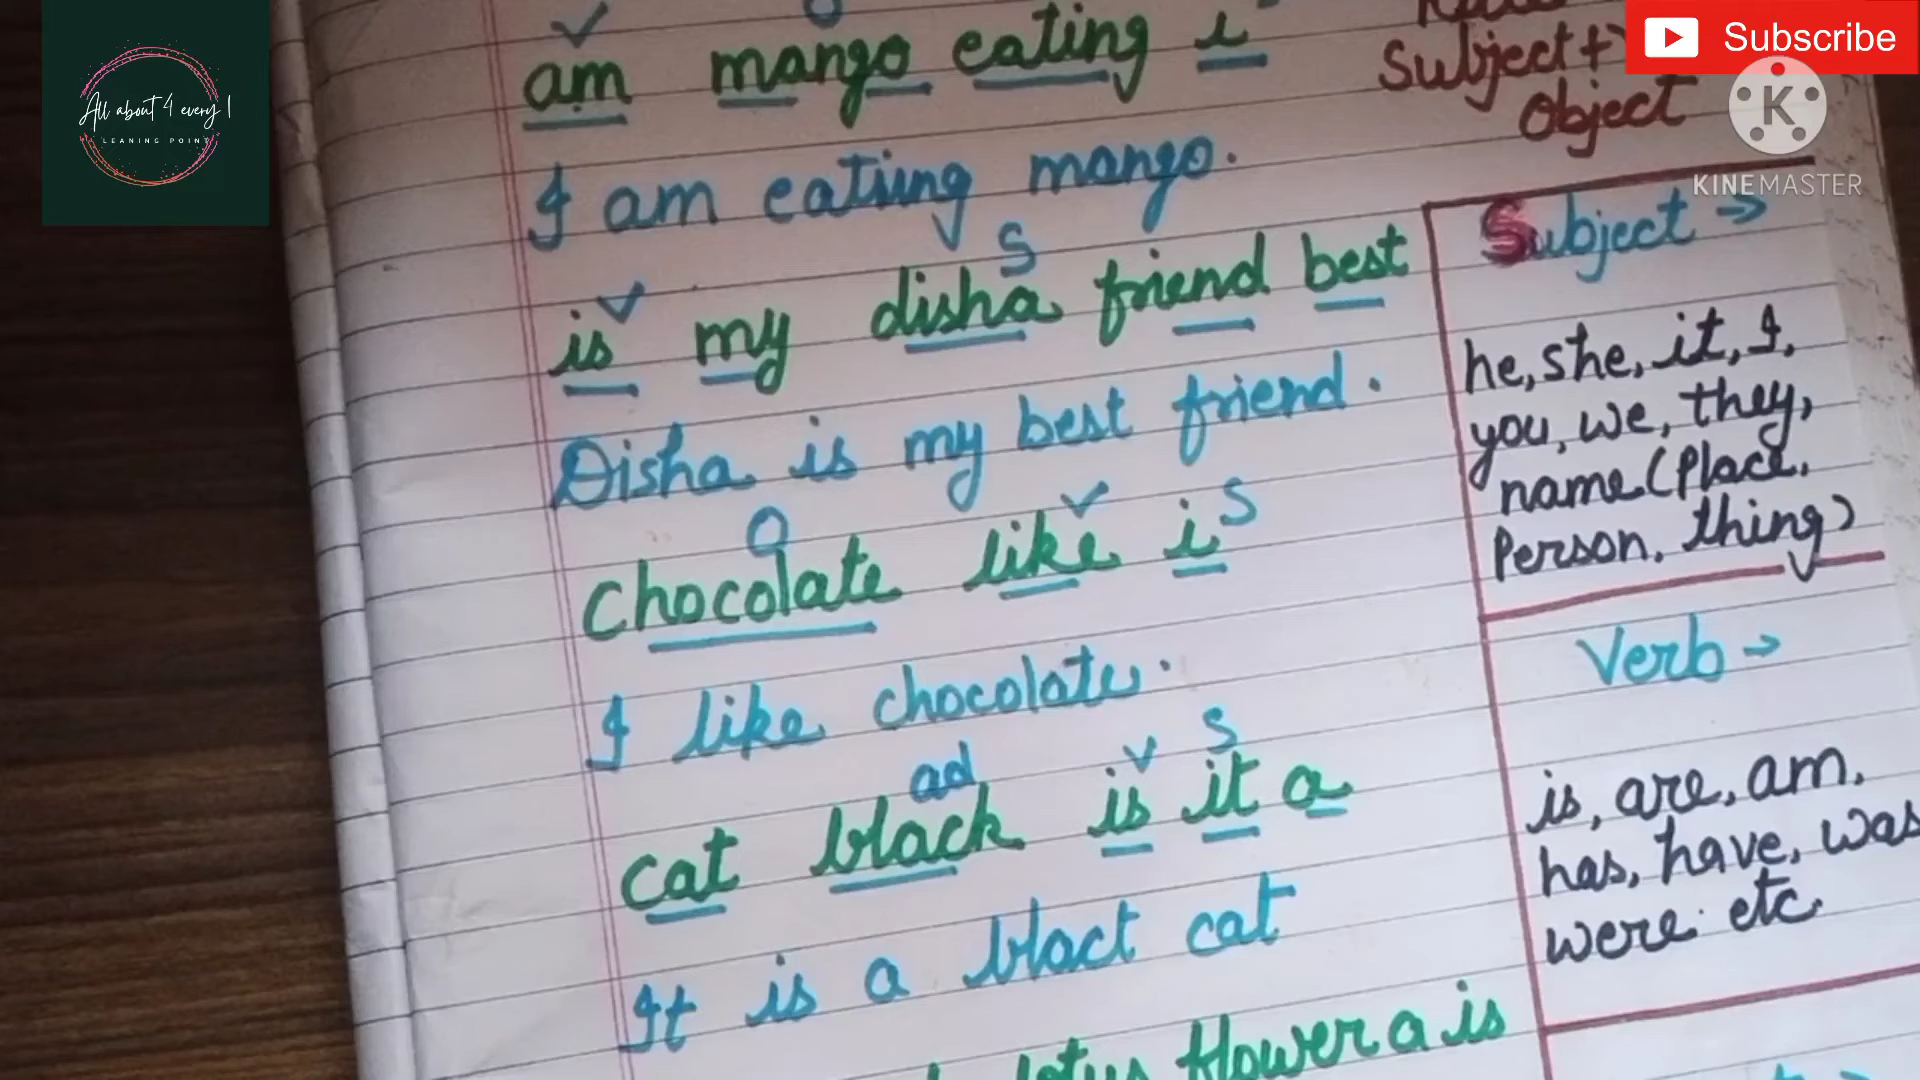 am mango eating i
I am eating mango.
is my disha friend best
Disha is my best friend.
chocolate like i
I like chocolate.
cat black is it a
It is a blact cat
lotus flower a is
Subject +
Object
Subject →
he, she, it, I,
you, we, they,
name (Place,
Person, thing)
Verb →
is, are, am,
has, have, was
were etc.
V
O
V
S
V
O
V
S
ad
V
S
V
All about 4 every 1
LEANING POINT
Subscribe
K
KINEMASTER